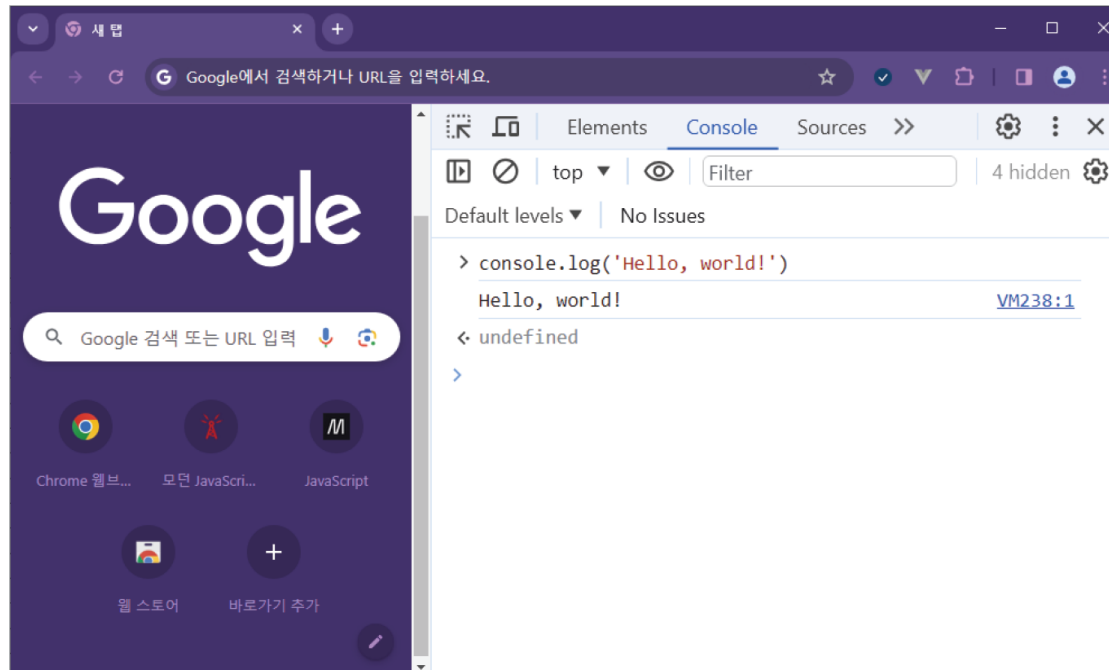 새 탭
Google에서 검색하거나 URL을 입력하세요.
Google
Google 검색 또는 URL 입력
Chrome 웹브...
모던 JavaScri...
JavaScript
웹 스토어
바로가기 추가
Elements Console Sources
top Filter 4 hidden
Default levels No Issues
> console.log('Hello, world!')
Hello, world! VM238:1
undefined